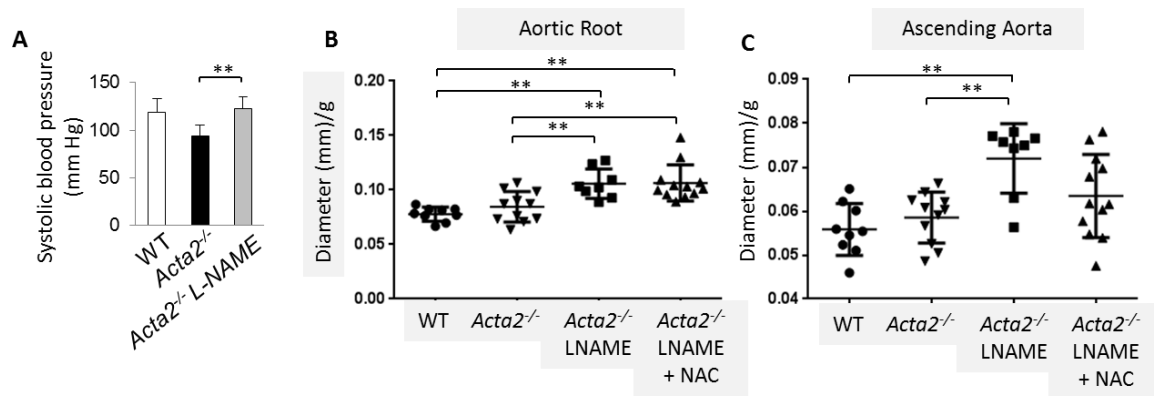 A
Systolic blood pressure
(mm Hg)
150
100
50
0
**
WT
Acta2-/-
Acta2-/- L-NAME
B
Aortic Root
Diameter (mm)/g
0.20
0.15
0.10
0.05
0.00
**
**
**
**
WT
Acta2-/-
Acta2-/-
LNAME
Acta2-/-
LNAME
+ NAC
C
Ascending Aorta
Diameter (mm)/g
0.09
0.08
0.07
0.06
0.05
0.04
**
**
WT
Acta2-/-
Acta2-/-
LNAME
Acta2-/-
LNAME
+ NAC